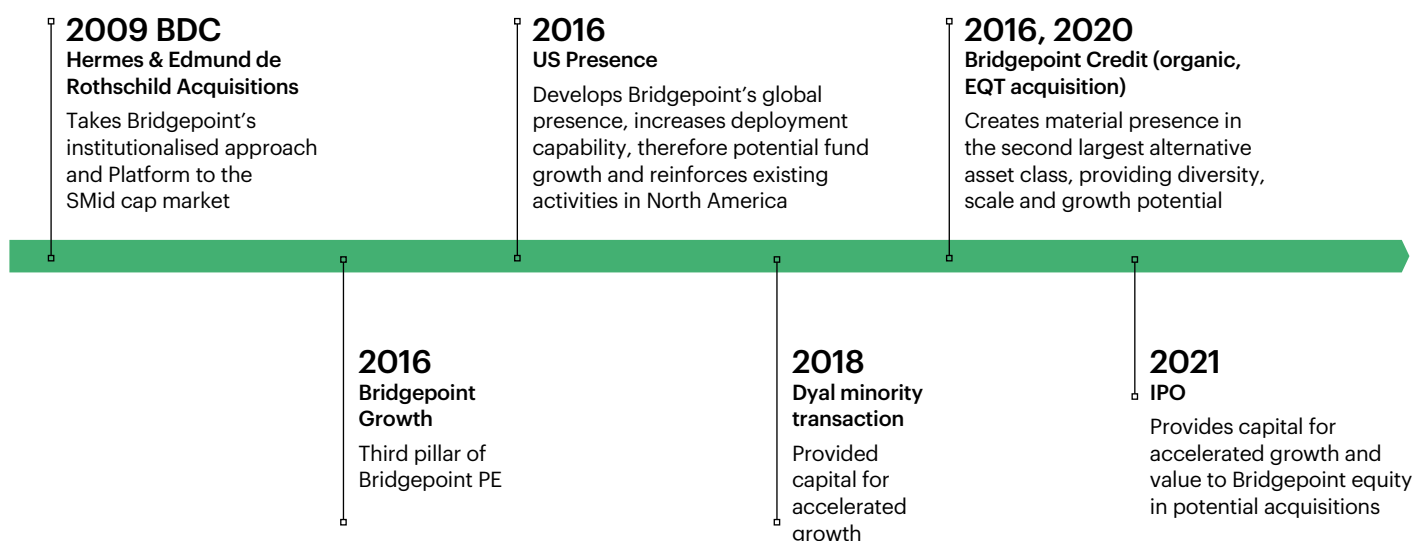 2009 BDC
Hermes & Edmund de
Rothschild Acquisitions
Takes Bridgepoint’s
institutionalised approach
and Platform to the
SMid cap market
2016
US Presence
Develops Bridgepoint’s global
presence, increases deployment
capability, therefore potential fund
growth and reinforces existing
activities in North America
2016, 2020
Bridgepoint Credit (organic,
EQT acquisition)
Creates material presence in
the second largest alternative
asset class, providing diversity,
scale and growth potential
2016
Bridgepoint
Growth
Third pillar of
Bridgepoint PE
2018
Dyal minority
transaction
Provided
capital for
accelerated
growth
2021
IPO
Provides capital for
accelerated growth and
value to Bridgepoint equity
in potential acquisitions